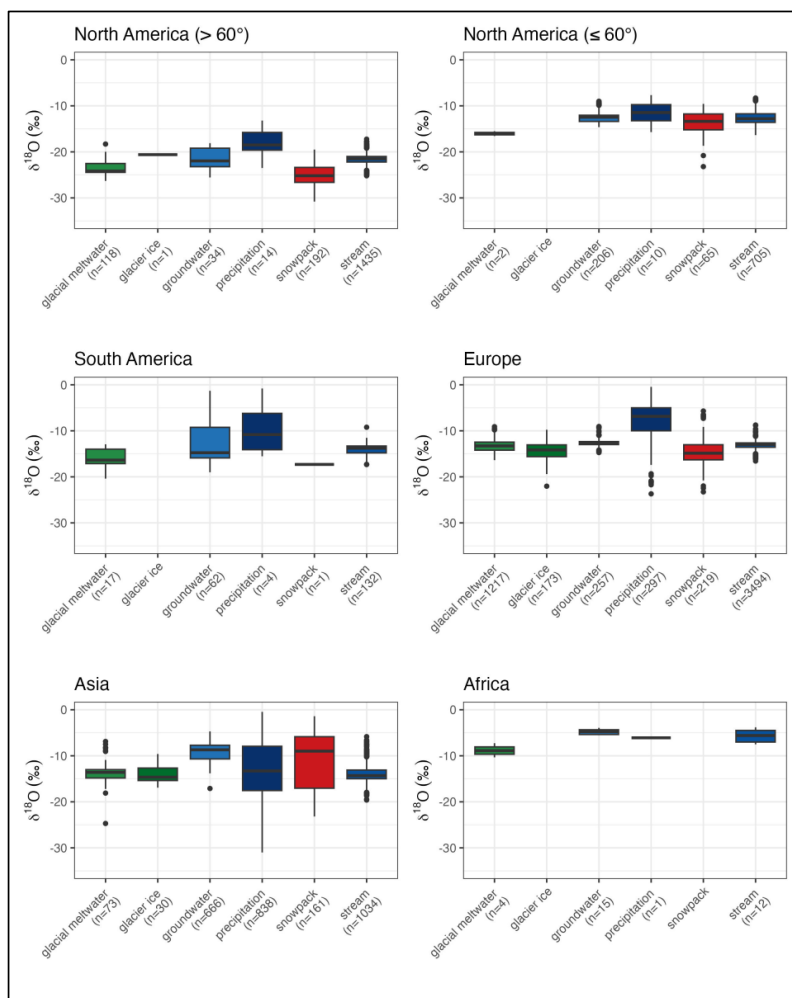 North America (> 60°)
0
-10
-20
-30
δ¹⁸O (‰)
glacial meltwater
(n=118)
glacier ice
(n=1)
groundwater
(n=34)
precipitation
(n=14)
snowpack
(n=192)
stream
(n=1435)
North America (≤ 60°)
0
-10
-20
-30
δ¹⁸O (‰)
glacial meltwater
(n=2)
glacier ice
groundwater
(n=206)
precipitation
(n=10)
snowpack
(n=65)
stream
(n=705)
South America
0
-10
-20
-30
δ¹⁸O (‰)
glacial meltwater
(n=17)
glacier ice
groundwater
(n=62)
precipitation
(n=4)
snowpack
(n=1)
stream
(n=132)
Europe
0
-10
-20
-30
δ¹⁸O (‰)
glacial meltwater
(n=1217)
glacier ice
(n=173)
groundwater
(n=257)
precipitation
(n=297)
snowpack
(n=219)
stream
(n=3494)
Asia
0
-10
-20
-30
δ¹⁸O (‰)
glacial meltwater
(n=73)
glacier ice
(n=30)
groundwater
(n=666)
precipitation
(n=838)
snowpack
(n=161)
stream
(n=1034)
Africa
0
-10
-20
-30
δ¹⁸O (‰)
glacial meltwater
(n=4)
glacier ice
groundwater
(n=15)
precipitation
(n=1)
snowpack
stream
(n=12)